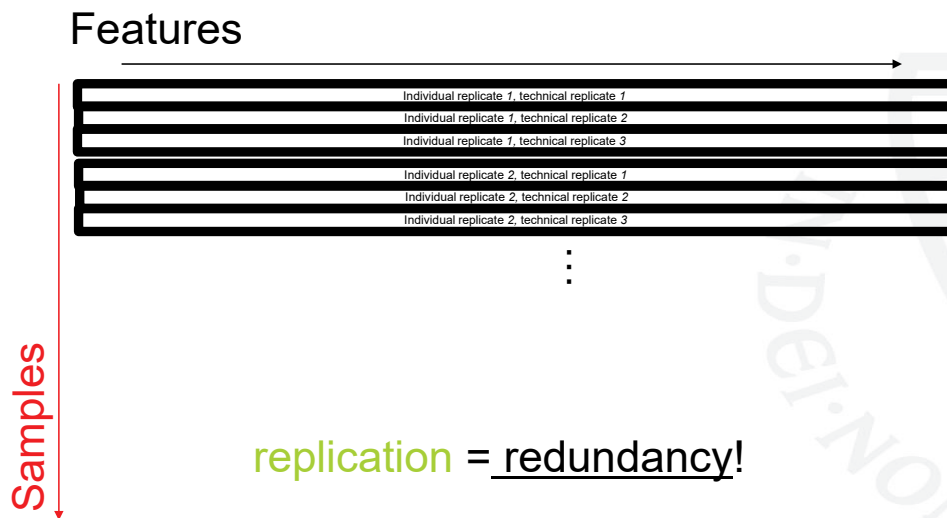 Features
Individual replicate 1, technical replicate 1
Individual replicate 1, technical replicate 2
Individual replicate 1, technical replicate 3
Individual replicate 2, technical replicate 1
Individual replicate 2, technical replicate 2
Individual replicate 2, technical replicate 3
⋮
Samples
replication = redundancy!
N·DEI·NO